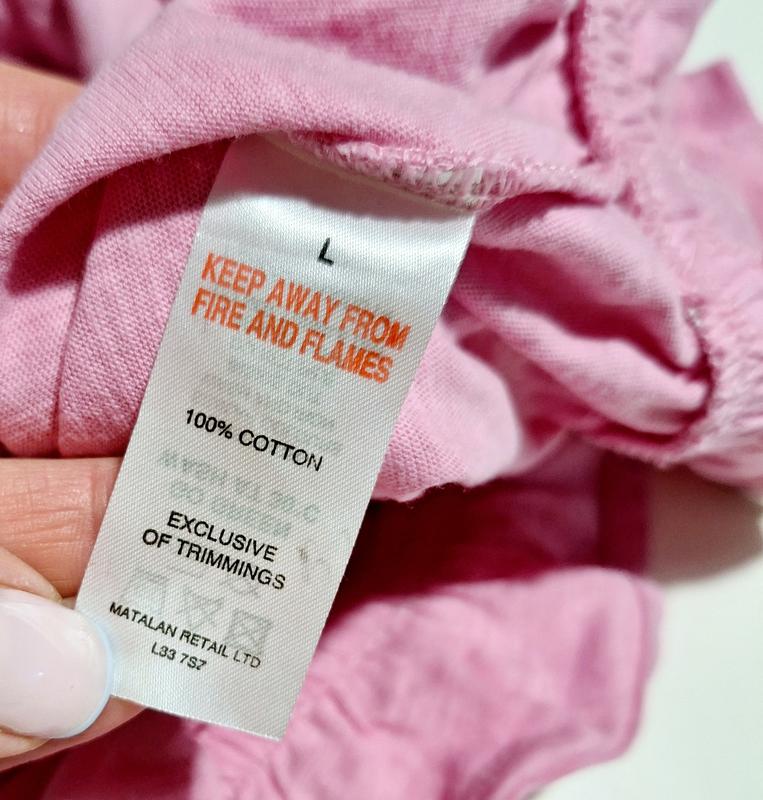 L
KEEP AWAY FROM
FIRE AND FLAMES
100% COTTON
EXCLUSIVE
OF TRIMMINGS
MATALAN RETAIL LTD
L33 7SZ